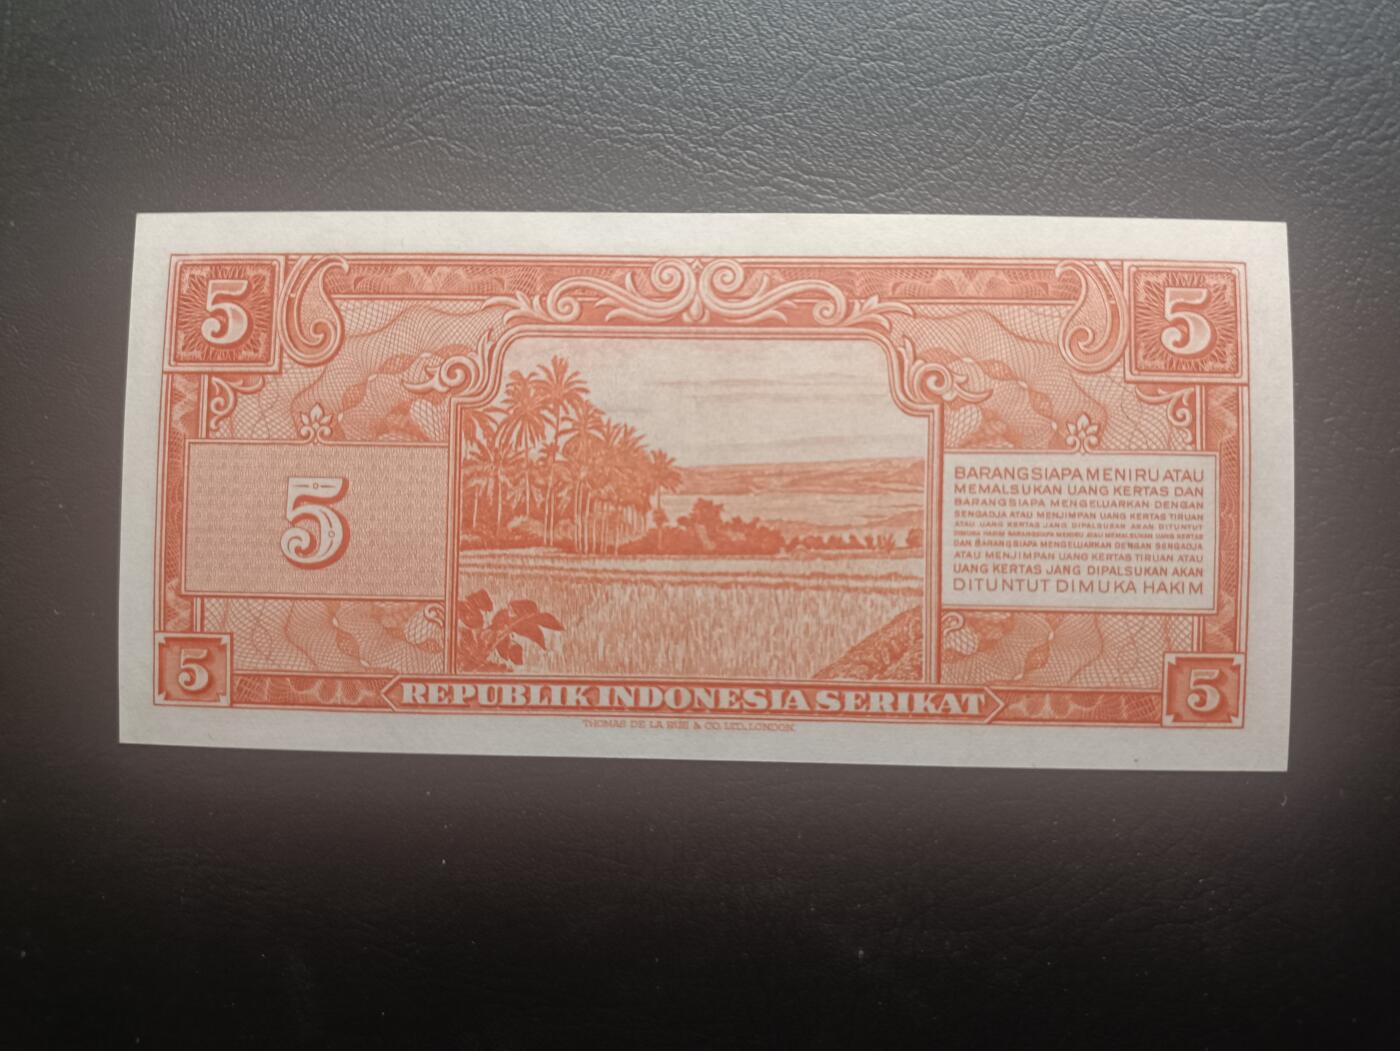 5
5
5
BARANGSIAPA MENIRU ATAU
MEMALSUKAN UANG KERTAS DAN
BARANGSIAPA MENGELUARKAN DENGAN
SENGADJA ATAU MENJIMPAN UANG KERTAS TIRUAN
ATAU UANG KERTAS JANG DIPALSUKAN AKAN DITUNTUT
DIMUKA HAKIM BARANGSIAPA MENIRU ATAU MEMALSUKAN UANG KERTAS
DAN BARANGSIAPA MENGELUARKAN DENGAN SENGADJA
ATAU MENJIMPAN UANG KERTAS TIRUAN ATAU
UANG KERTAS JANG DIPALSUKAN AKAN
DITUNTUT DIMUKA HAKIM
5
5
REPUBLIK INDONESIA SERIKAT
THOMAS DE LA RUE & CO. LTD., LONDON.